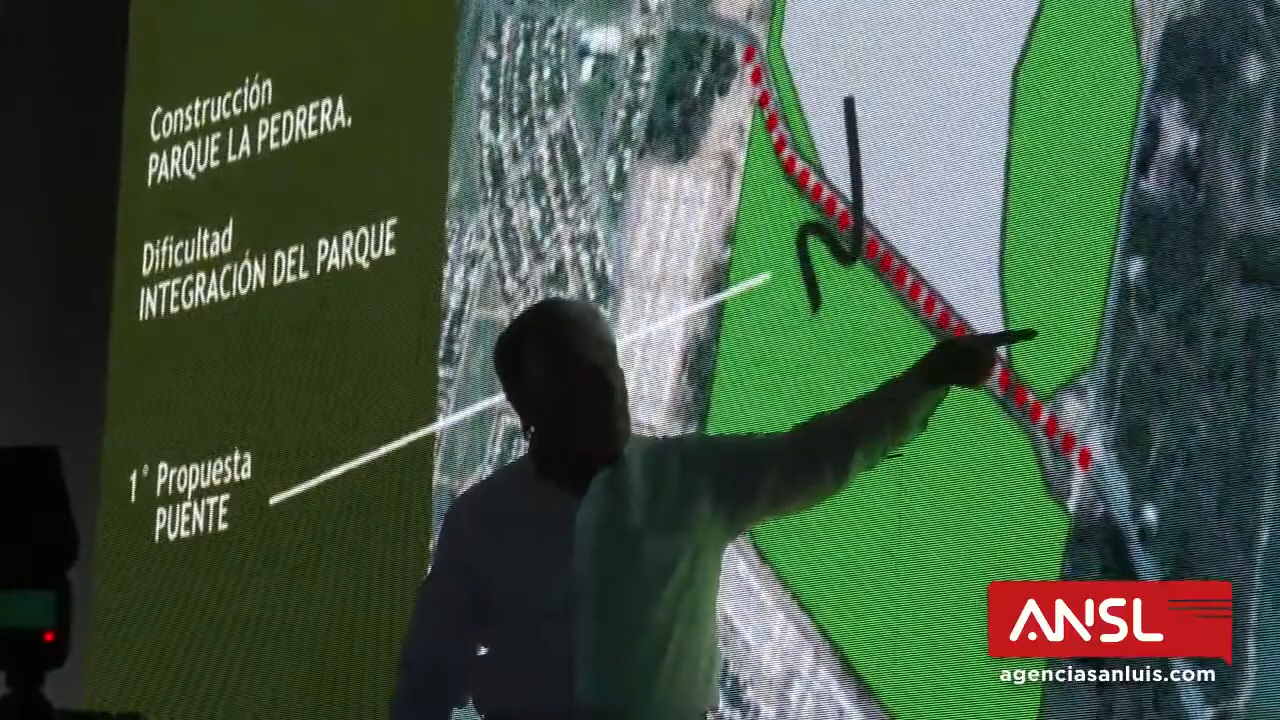 Construcción
PARQUE LA PEDRERA.
Dificultad
INTEGRACIÓN DEL PARQUE
1° Propuesta
PUENTE
ANSL
agenciasanluis.com